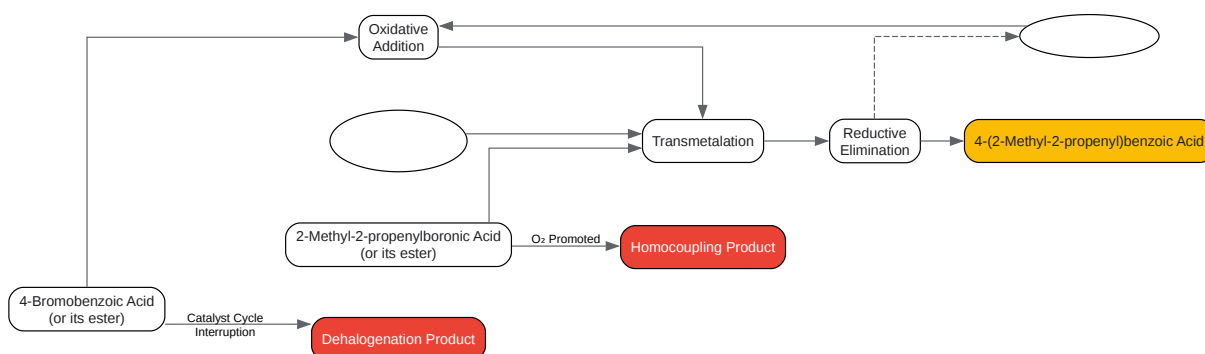 Oxidative
Addition
Transmetalation
Reductive
Elimination
4-(2-Methyl-2-propenyl)benzoic Acid
2-Methyl-2-propenylboronic Acid
(or its ester)
O₂ Promoted
Homocoupling Product
4-Bromobenzoic Acid
(or its ester)
Catalyst Cycle
Interruption
Dehalogenation Product